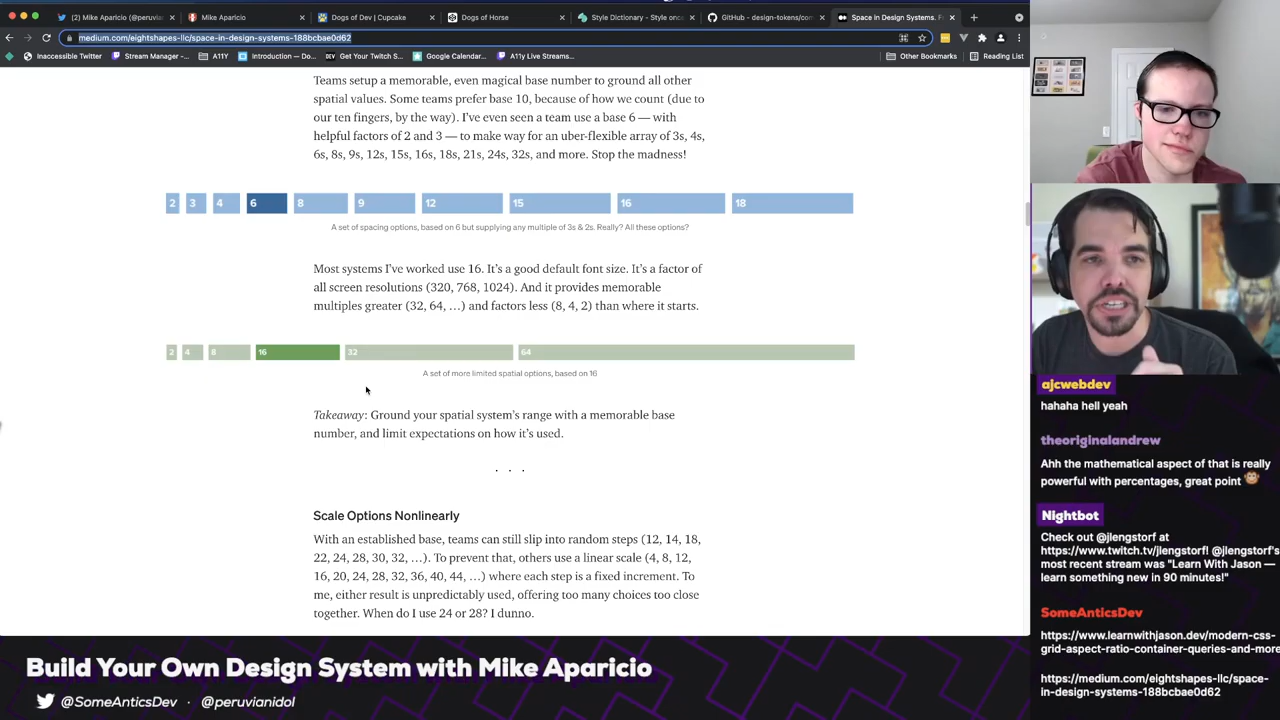 (2) Mike Aparicio (@peruvian
Mike Aparicio
Dogs of Dev | Cupcake
Dogs of Horse
Style Dictionary - Style once
GitHub - design-tokens/com
Space in Design Systems. F
medium.com/eightshapes-llc/space-in-design-systems-188bcbae0d62
Inaccessible Twitter
Stream Manager -...
A11Y
Introduction — Do...
DEV Get Your Twitch S...
Google Calendar...
A11y Live Streams...
Other Bookmarks
Reading List
Teams setup a memorable, even magical base number to ground all other
spatial values. Some teams prefer base 10, because of how we count (due to
our ten fingers, by the way). I've even seen a team use a base 6 — with
helpful factors of 2 and 3 — to make way for an uber-flexible array of 3s, 4s,
6s, 8s, 9s, 12s, 15s, 16s, 18s, 21s, 24s, 32s, and more. Stop the madness!
2 3 4 6 8 9 12 15 16 18
A set of spacing options, based on 6 but supplying any multiple of 3s & 2s. Really? All these options?
Most systems I've worked use 16. It's a good default font size. It's a factor of
all screen resolutions (320, 768, 1024). And it provides memorable
multiples greater (32, 64, …) and factors less (8, 4, 2) than where it starts.
2 4 8 16 32 64
A set of more limited spatial options, based on 16
Takeaway: Ground your spatial system's range with a memorable base
number, and limit expectations on how it's used.
. . .
Scale Options Nonlinearly
With an established base, teams can still slip into random steps (12, 14, 18,
22, 24, 28, 30, 32, …). To prevent that, others use a linear scale (4, 8, 12,
16, 20, 24, 28, 32, 36, 40, 44, …) where each step is a fixed increment. To
me, either result is unpredictably used, offering too many choices too close
together. When do I use 24 or 28? I dunno.
ajcwebdev
hahaha hell yeah
theoriginalandrew
Ahh the mathematical aspect of that is really
powerful with percentages, great point
Nightbot
Check out @jlengstorf at
https://www.twitch.tv/jlengstorf! @jlengstorf's
most recent stream was "Learn With Jason —
learn something new in 90 minutes!"
SomeAnticsDev
https://www.learnwithjason.dev/modern-css-
grid-aspect-ratio-container-queries-and-more
https://medium.com/eightshapes-llc/space-
in-design-systems-188bcbae0d62
Build Your Own Design System with Mike Aparicio
@SomeAnticsDev · @peruvianidol